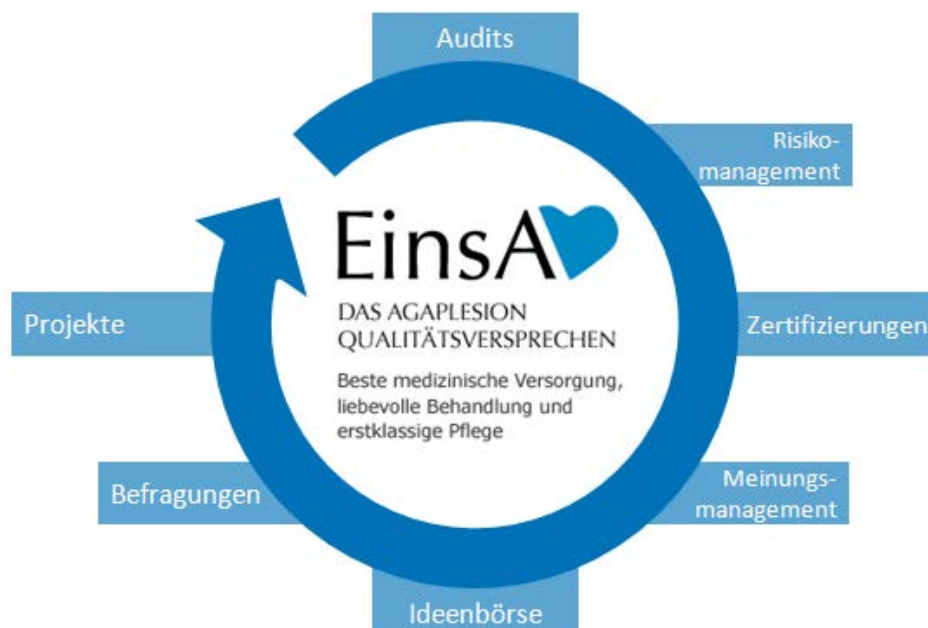 Audits
Risiko-
management
Zertifizierungen
Meinungs-
management
Ideenbörse
Befragungen
Projekte
EinsA
DAS AGAPLESION
QUALITÄTSVERSPRECHEN
Beste medizinische Versorgung,
liebevolle Behandlung und
erstklassige Pflege